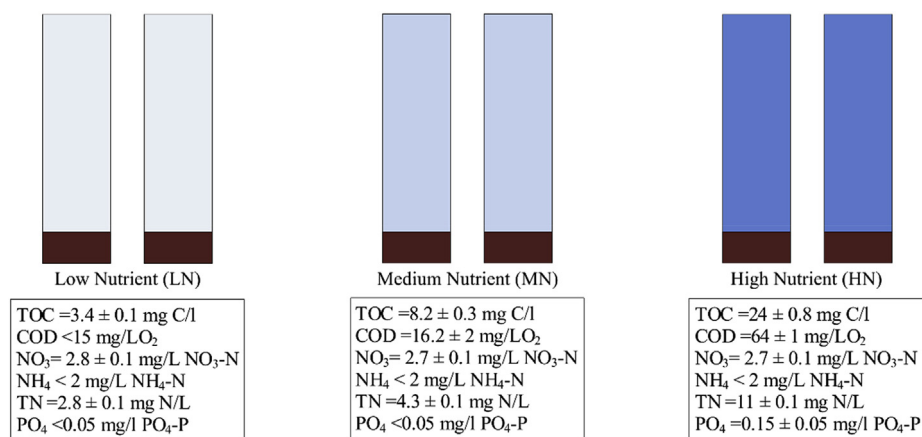 Low Nutrient (LN)
TOC =3.4 ± 0.1 mg C/l
COD <15 mg/LO₂
NO₃= 2.8 ± 0.1 mg/L NO₃-N
NH₄ < 2 mg/L NH₄-N
TN =2.8 ± 0.1 mg N/L
PO₄ <0.05 mg/l PO₄-P
Medium Nutrient (MN)
TOC =8.2 ± 0.3 mg C/l
COD =16.2 ± 2 mg/LO₂
NO₃= 2.7 ± 0.1 mg/L NO₃-N
NH₄ < 2 mg/L NH₄-N
TN =4.3 ± 0.1 mg N/L
PO₄ <0.05 mg/l PO₄-P
High Nutrient (HN)
TOC =24 ± 0.8 mg C/l
COD =64 ± 1 mg/LO₂
NO₃= 2.7 ± 0.1 mg/L NO₃-N
NH₄ < 2 mg/L NH₄-N
TN =11 ± 0.1 mg N/L
PO₄ =0.15 ± 0.05 mg/l PO₄-P